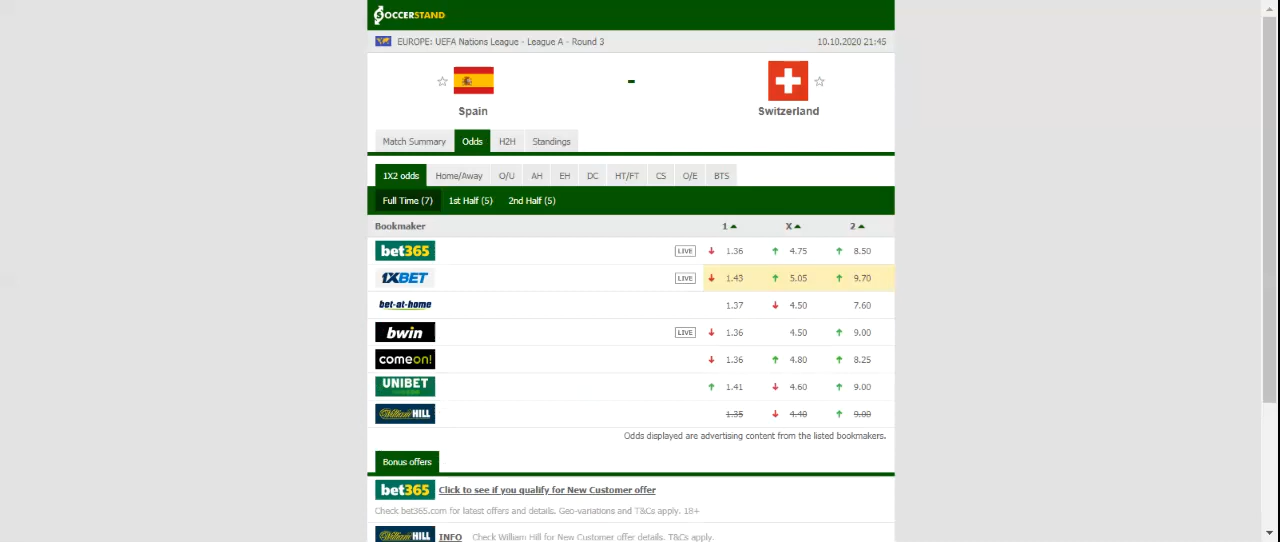 SOCCERSTAND
EUROPE: UEFA Nations League - League A - Round 3 10.10.2020 21:45
-
Spain Switzerland
Match Summary Odds H2H Standings
1X2 odds Home/Away O/U AH EH DC HT/FT CS O/E BTS
Full Time (7) 1st Half (5) 2nd Half (5)
Bookmaker 1 X 2
bet365 LIVE 1.36 4.75 8.50
1XBET LIVE 1.43 5.05 9.70
bet-at-home 1.37 4.50 7.60
bwin LIVE 1.36 4.50 9.00
comeon! 1.36 4.80 8.25
UNIBET 1.41 4.60 9.00
William HILL 1.35 4.40 9.00
Odds displayed are advertising content from the listed bookmakers.
Bonus offers
bet365 Click to see if you qualify for New Customer offer
Check bet365.com for latest offers and details. Geo-variations and T&Cs apply. 18+
William HILL INFO Check William Hill for New Customer offer details. T&Cs apply.